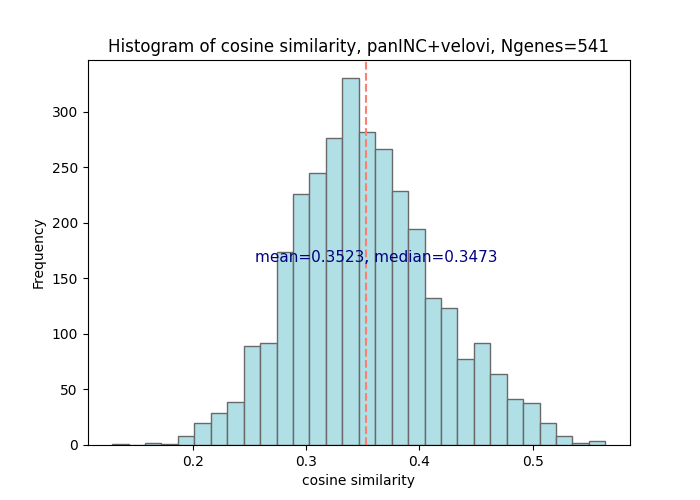 Histogram of cosine similarity, panINC+velovi, Ngenes=541
Frequency
300
250
200
150
100
50
0
mean=0.3523, median=0.3473
0.2 0.3 0.4 0.5
cosine similarity